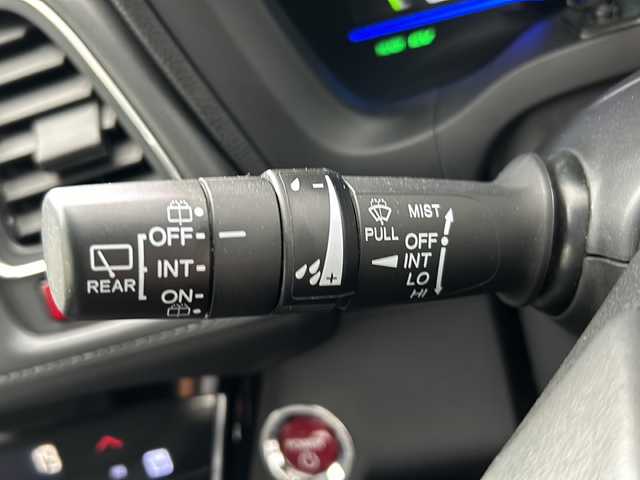 OFF
INT
ON
REAR
- 
+
PULL
MIST
OFF
INT
LO
HI